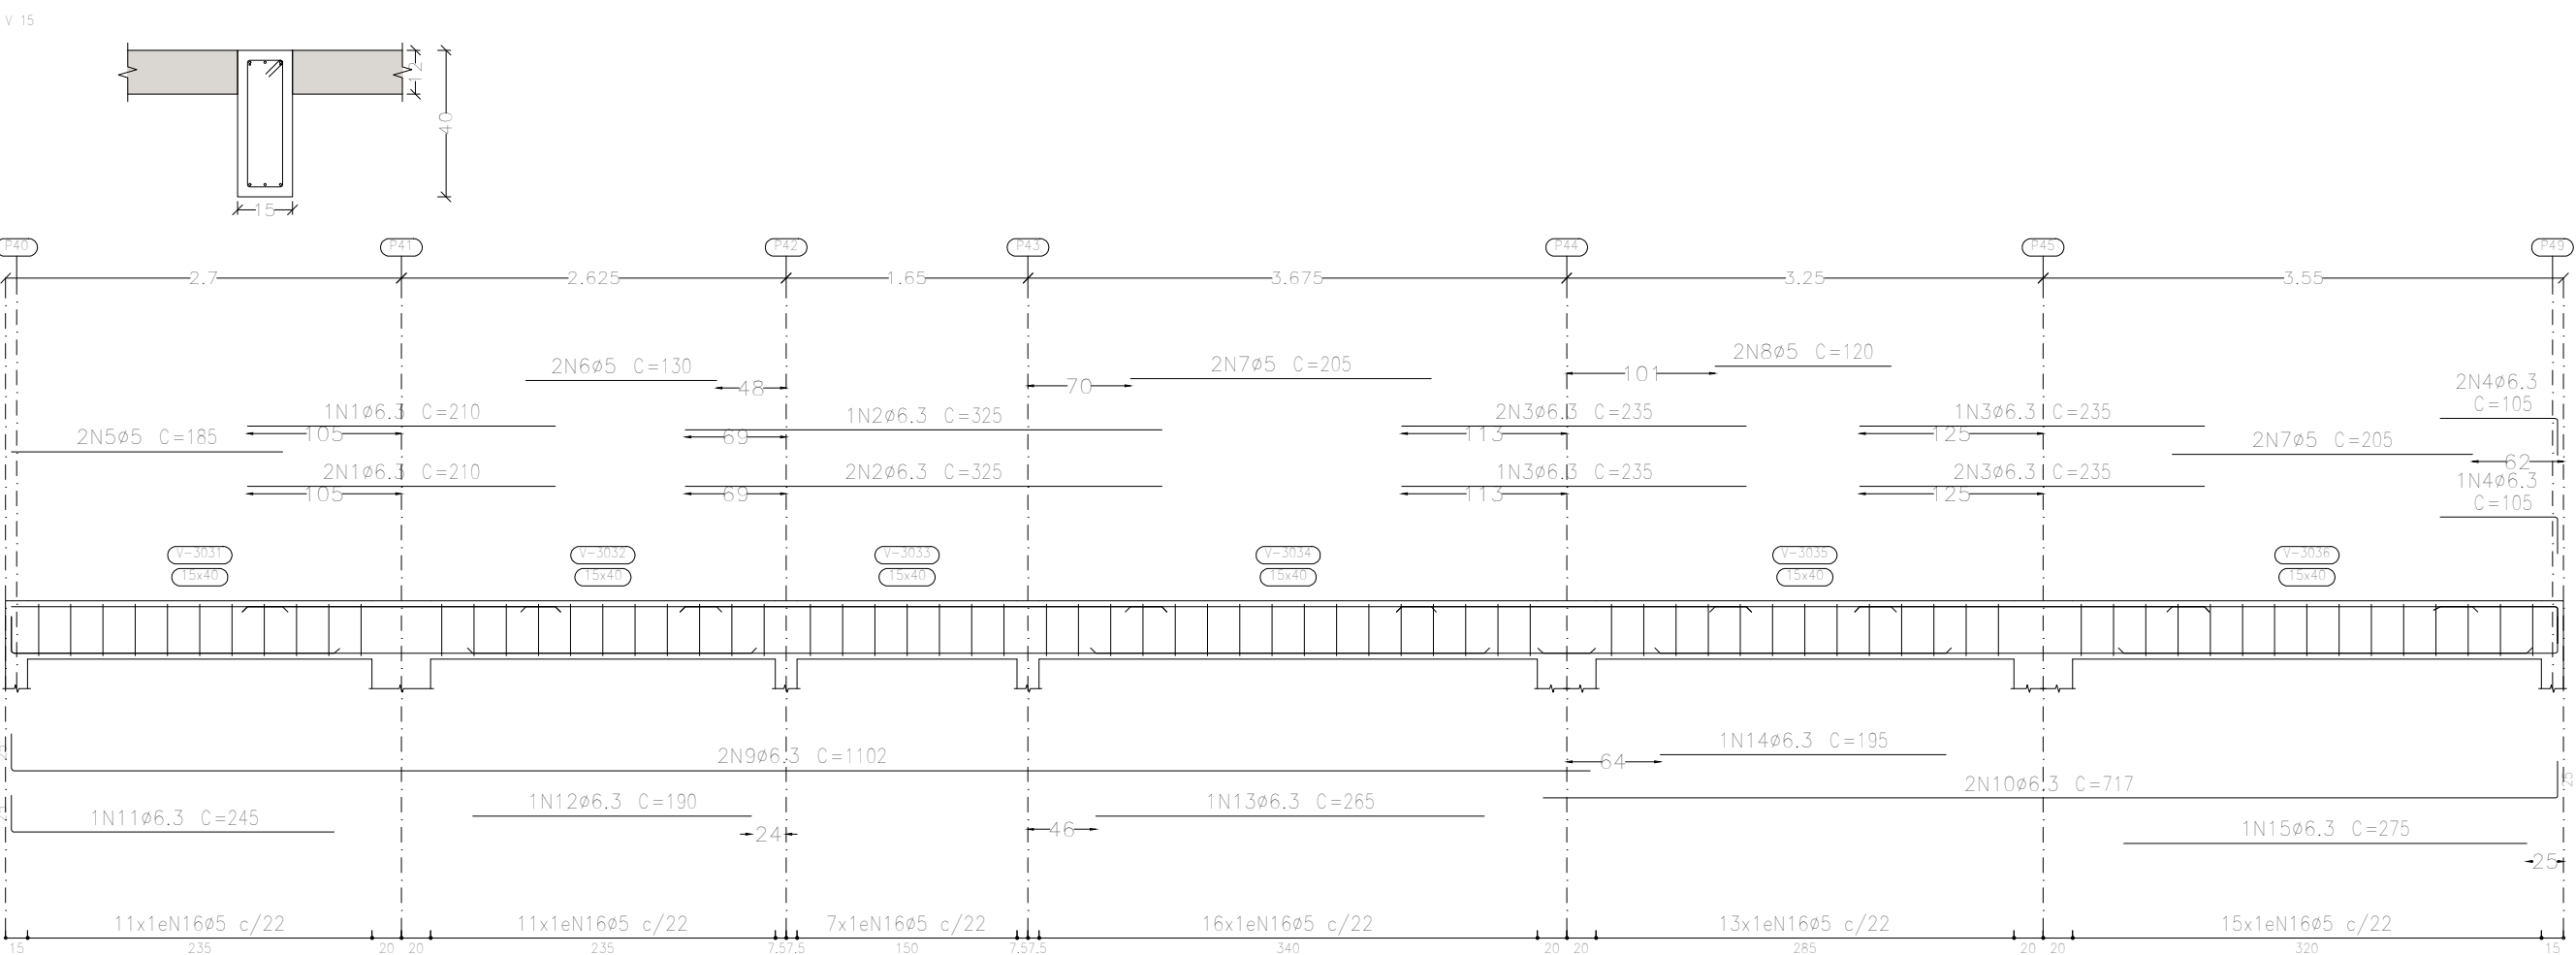 V 15
12
40
15
P40 P41 P42 P43 P44 P45 P49
2.7 2.625 1.65 3.675 3.25 3.55
2N6ø5 C=130
48
70
2N7ø5 C=205
101
2N8ø5 C=120
2N4ø6.3
C=105
2N5ø5 C=185
1N1ø6.3 C=210
105
1N2ø6.3 C=325
69
2N3ø6.3 C=235
113
1N3ø6.3 C=235
125
2N7ø5 C=205
62
2N1ø6.3 C=210
105
2N2ø6.3 C=325
69
1N3ø6.3 C=235
113
2N3ø6.3 C=235
125
1N4ø6.3
C=105
V-3031 V-3032 V-3033 V-3034 V-3035 V-3036
15x40 15x40 15x40 15x40 15x40 15x40
2N9ø6.3 C=1102
64
1N14ø6.3 C=195
2N10ø6.3 C=717
25
1N11ø6.3 C=245
1N12ø6.3 C=190
24
46
1N13ø6.3 C=265
1N15ø6.3 C=275
25
11x1eN16ø5 c/22 11x1eN16ø5 c/22 7x1eN16ø5 c/22 16x1eN16ø5 c/22 13x1eN16ø5 c/22 15x1eN16ø5 c/22
15 235 20 20 235 7.5 7.5 150 7.5 7.5 340 20 20 285 20 20 320 15